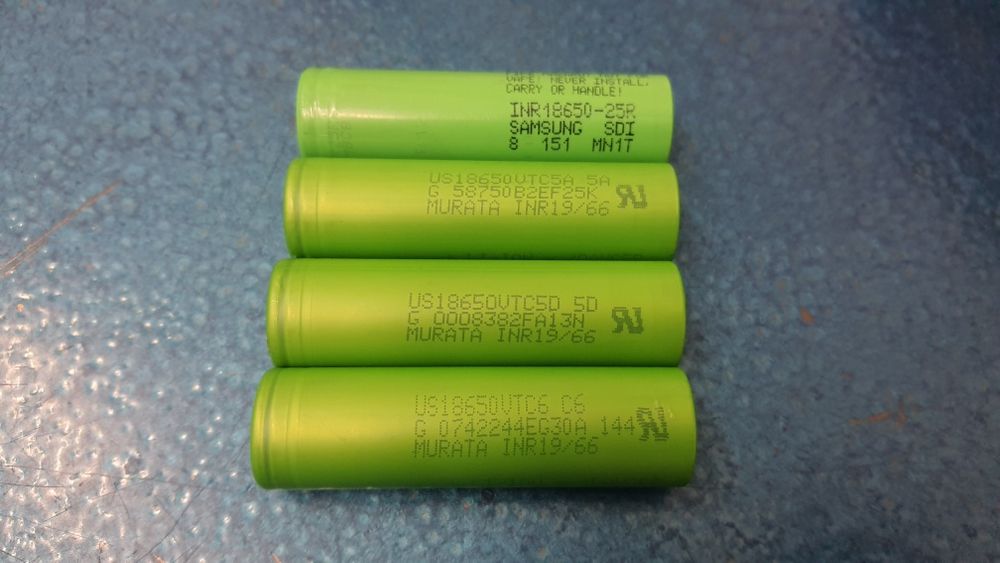 VAPE! NEVER INSTALL,
CARRY OR HANDLE!
INR18650-25R
SAMSUNG SDI
8 151 MN1T
US18650VTC5A 5A
G 58750B2EF25K
MURATA INR19/66
US18650VTC5D 5D
G 0008382FA13N
MURATA INR19/66
US18650VTC6 C6
G 0742244EG30A 144
MURATA INR19/66